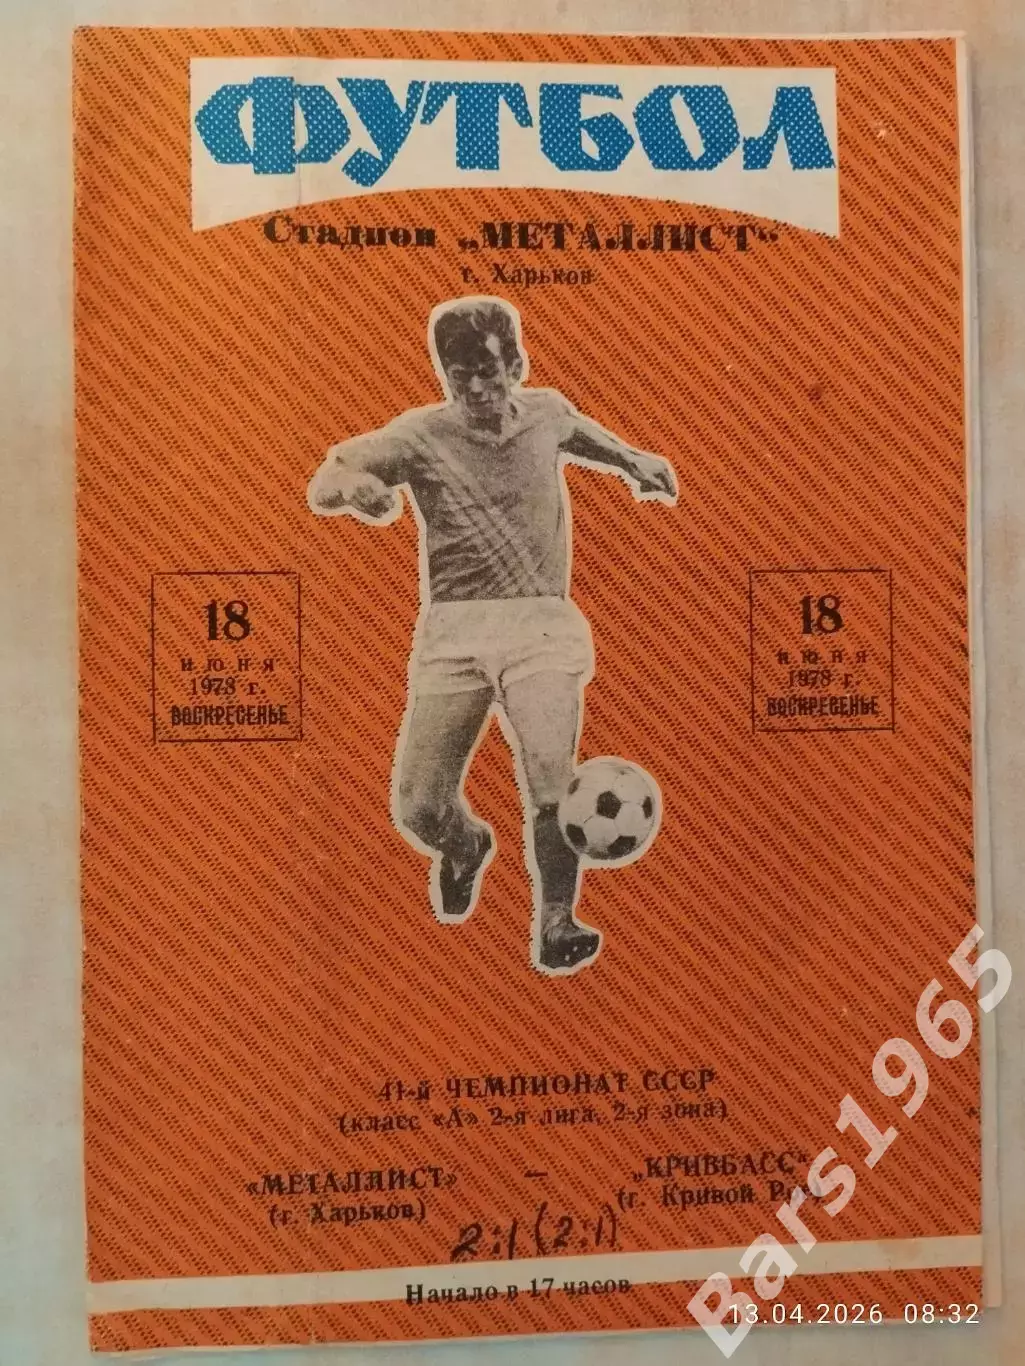 ФУТБОЛ
Стадион „МЕТАЛЛИСТ“
г. Харьков
18
июня
1978 г.
ВОСКРЕСЕНЬЕ
18
июня
1978 г.
ВОСКРЕСЕНЬЕ
41-й ЧЕМПИОНАТ СССР
(класс «А» 2-я лига, 2-я зона)
«МЕТАЛЛИСТ» — „КРИВБАСС“
(г. Харьков) (г. Кривой Рог)
2:1 (2:1)
Начало в 17 часов
Bars1965
13.04.2026 08:32